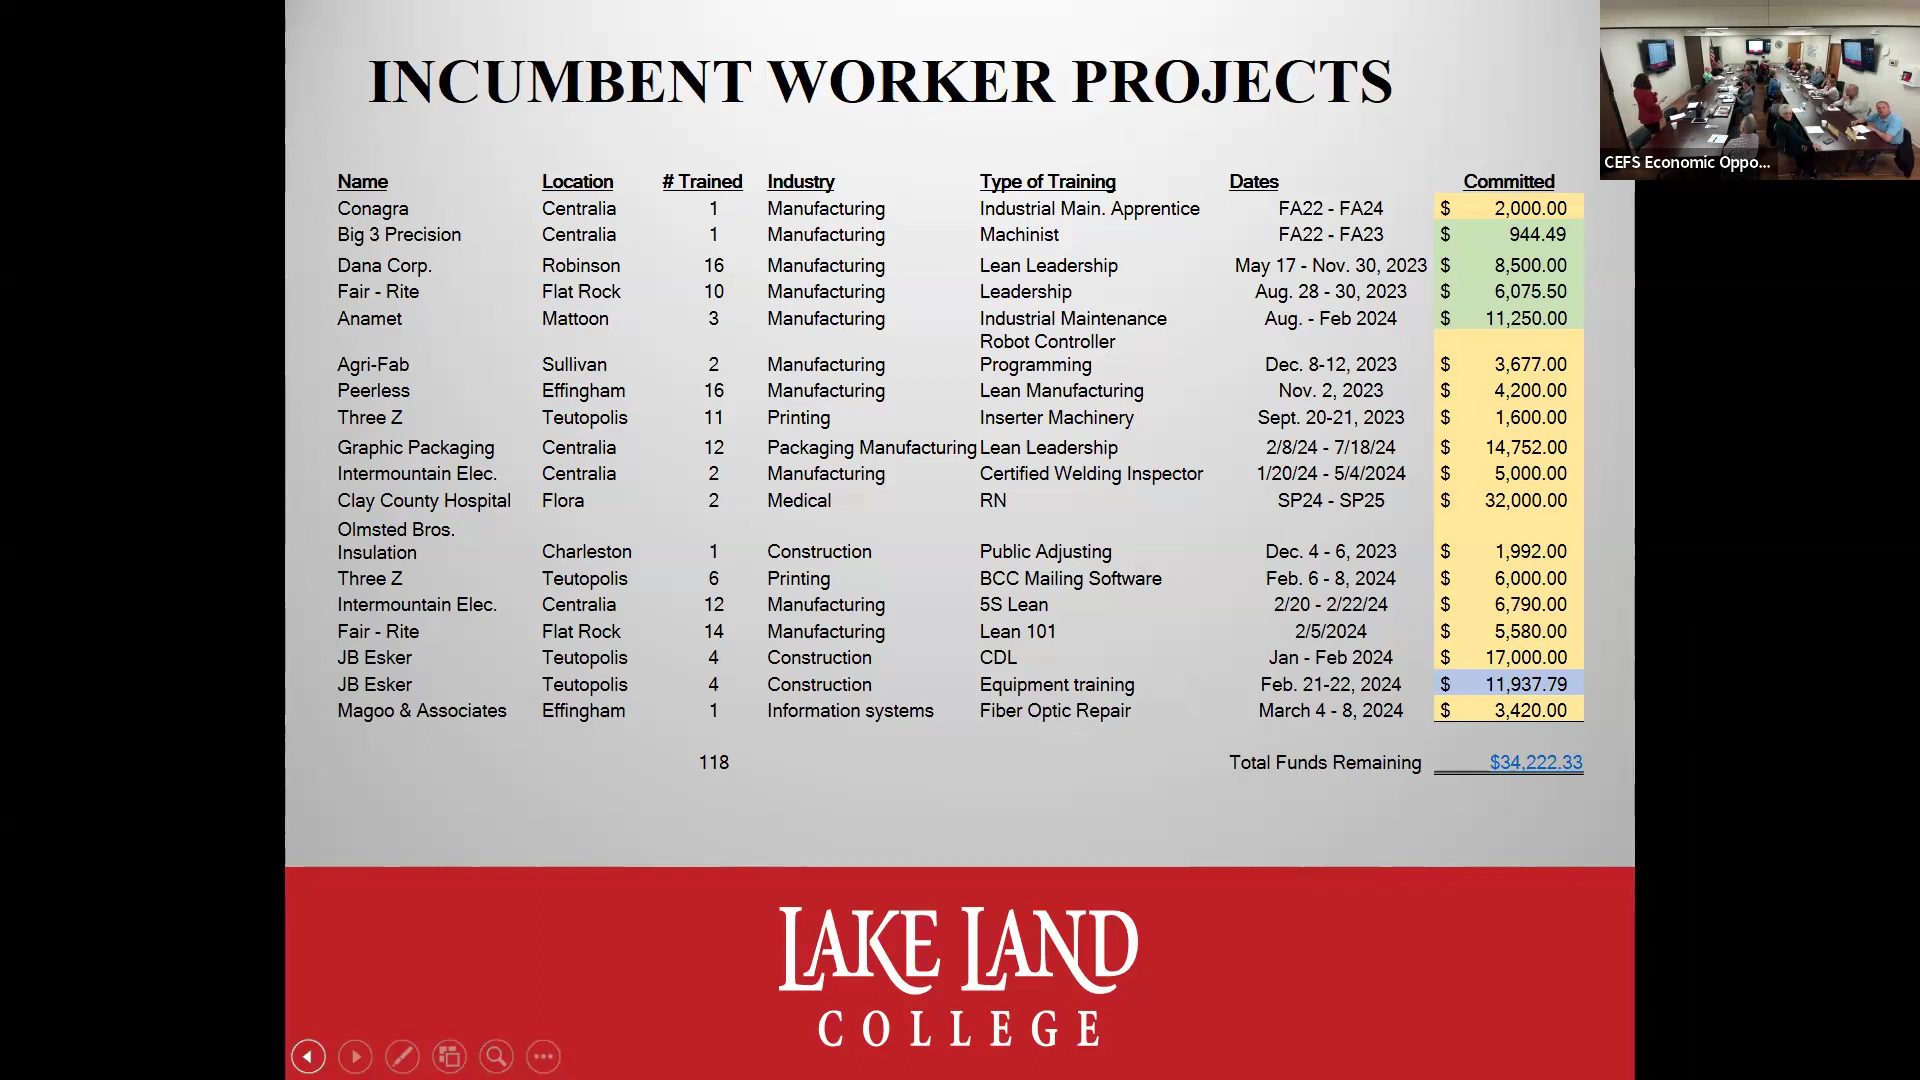 INCUMBENT WORKER PROJECTS
CEFS Economic Oppo...
Name Location # Trained Industry Type of Training Dates Committed
Conagra Centralia 1 Manufacturing Industrial Main. Apprentice FA22 - FA24 $ 2,000.00
Big 3 Precision Centralia 1 Manufacturing Machinist FA22 - FA23 $ 944.49
Dana Corp. Robinson 16 Manufacturing Lean Leadership May 17 - Nov. 30, 2023 $ 8,500.00
Fair - Rite Flat Rock 10 Manufacturing Leadership Aug. 28 - 30, 2023 $ 6,075.50
Anamet Mattoon 3 Manufacturing Industrial Maintenance Aug. - Feb 2024 $ 11,250.00
Robot Controller
Agri-Fab Sullivan 2 Manufacturing Programming Dec. 8-12, 2023 $ 3,677.00
Peerless Effingham 16 Manufacturing Lean Manufacturing Nov. 2, 2023 $ 4,200.00
Three Z Teutopolis 11 Printing Inserter Machinery Sept. 20-21, 2023 $ 1,600.00
Graphic Packaging Centralia 12 Packaging Manufacturing Lean Leadership 2/8/24 - 7/18/24 $ 14,752.00
Intermountain Elec. Centralia 2 Manufacturing Certified Welding Inspector 1/20/24 - 5/4/2024 $ 5,000.00
Clay County Hospital Flora 2 Medical RN SP24 - SP25 $ 32,000.00
Olmsted Bros.
Insulation Charleston 1 Construction Public Adjusting Dec. 4 - 6, 2023 $ 1,992.00
Three Z Teutopolis 6 Printing BCC Mailing Software Feb. 6 - 8, 2024 $ 6,000.00
Intermountain Elec. Centralia 12 Manufacturing 5S Lean 2/20 - 2/22/24 $ 6,790.00
Fair - Rite Flat Rock 14 Manufacturing Lean 101 2/5/2024 $ 5,580.00
JB Esker Teutopolis 4 Construction CDL Jan - Feb 2024 $ 17,000.00
JB Esker Teutopolis 4 Construction Equipment training Feb. 21-22, 2024 $ 11,937.79
Magoo & Associates Effingham 1 Information systems Fiber Optic Repair March 4 - 8, 2024 $ 3,420.00
118 Total Funds Remaining $34,222.33
LAKE LAND
COLLEGE